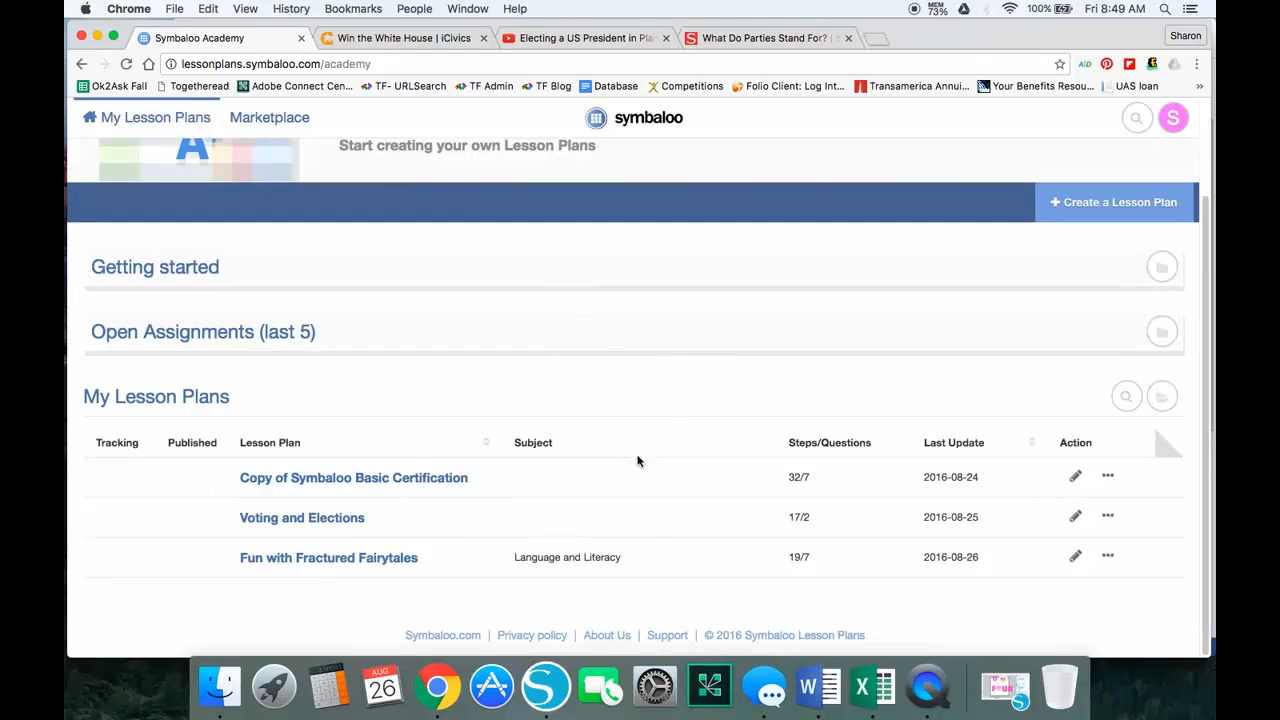 Chrome File Edit View History Bookmarks People Window Help MEM 73% 100% Fri 8:49 AM
Symbaloo Academy × Win the White House | iCivics × Electing a US President in Pla × What Do Parties Stand For? | × Sharon
lessonplans.symbaloo.com/academy
Ok2Ask Fall Togetheread Adobe Connect Cen... TF- URLSearch TF Admin TF Blog Database Competitions Folio Client: Log Int... Transamerica Annui... Your Benefits Resou... UAS loan »
My Lesson Plans Marketplace symbaloo S
A+ Start creating your own Lesson Plans
+ Create a Lesson Plan
Getting started
Open Assignments (last 5)
My Lesson Plans
Tracking Published Lesson Plan Subject Steps/Questions Last Update Action
Copy of Symbaloo Basic Certification 32/7 2016-08-24
Voting and Elections 17/2 2016-08-25
Fun with Fractured Fairytales Language and Literacy 19/7 2016-08-26
Symbaloo.com | Privacy policy | About Us | Support | © 2016 Symbaloo Lesson Plans
AUG
26